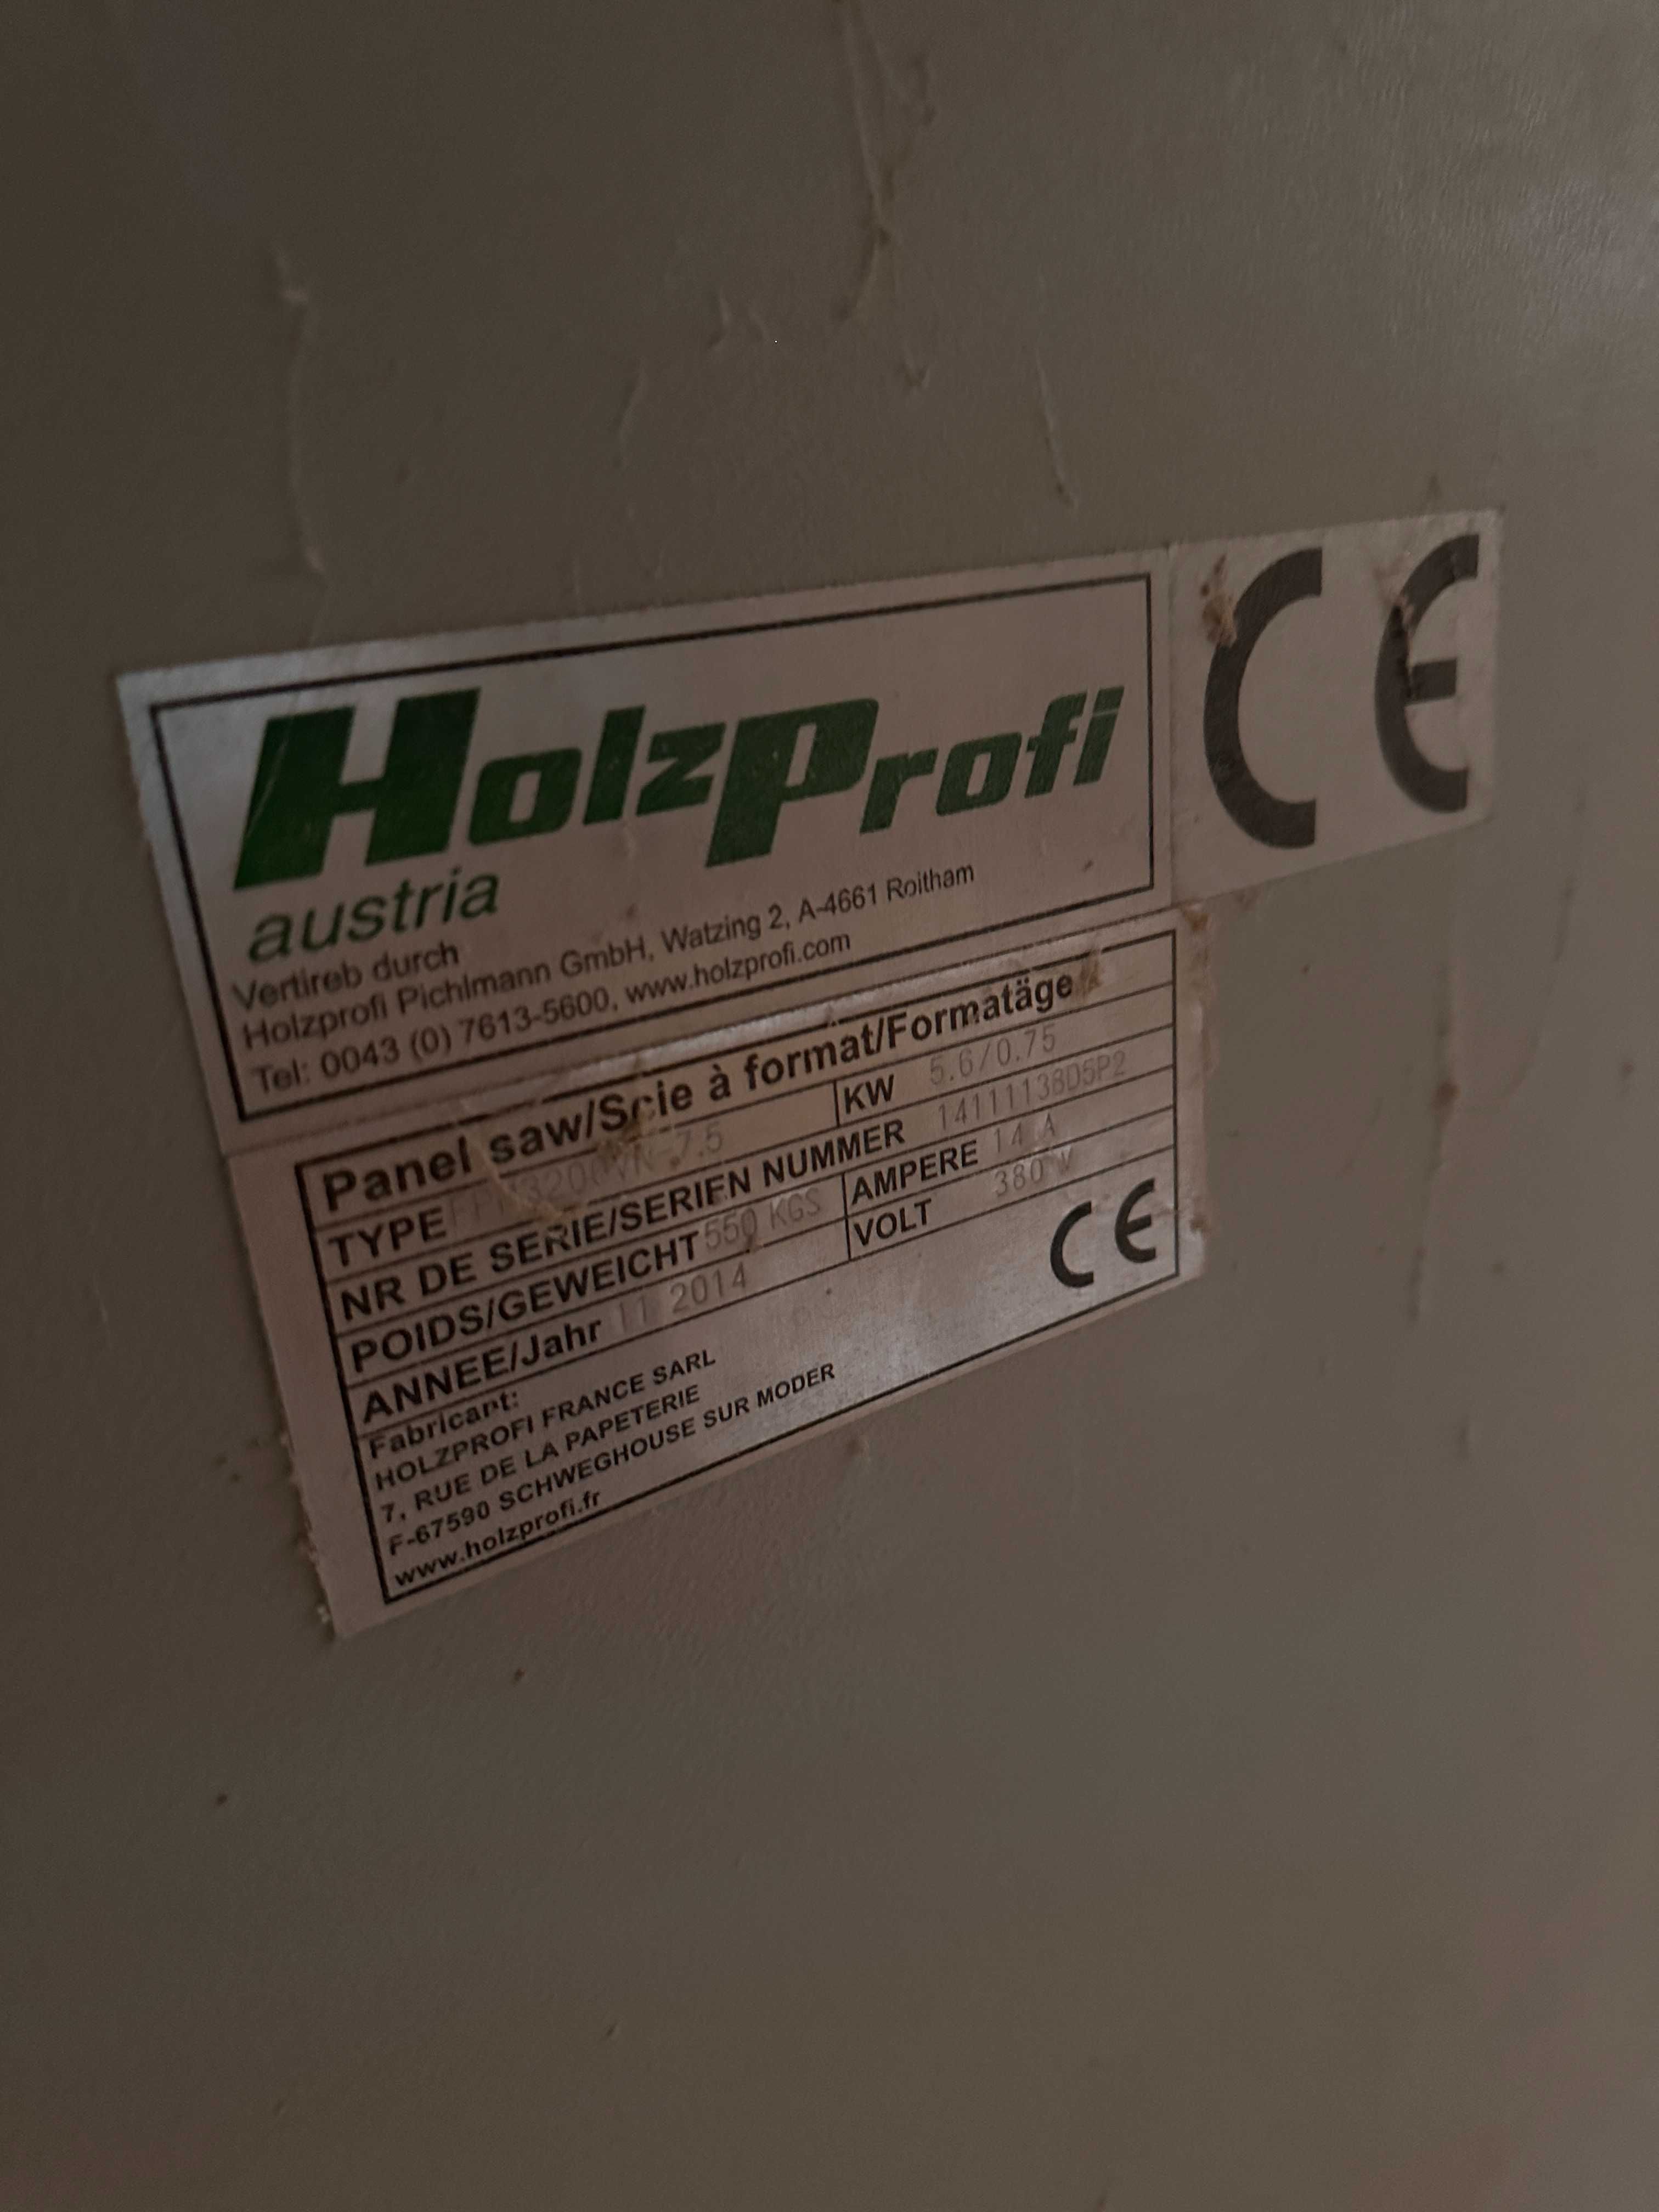 HolzProfi
austria
Vertireb durch
Holzprofi Pichlmann GmbH, Watzing 2, A-4661 Roitham
Tel: 0043 (0) 7613-5600, www.holzprofi.com
CE
Panel saw/Scie à format/Formatäge
TYPE KW 5.6/0.75
NR DE SERIE/SERIEN NUMMER 14111138D5P2
POIDS/GEWEICHT 550 KGS AMPERE 14 A
ANNEE/Jahr 11 2014 VOLT 380 V
Fabricant:
HOLZPROFI FRANCE SARL
7, RUE DE LA PAPETERIE
F-67590 SCHWEGHOUSE SUR MODER
www.holzprofi.fr
CE